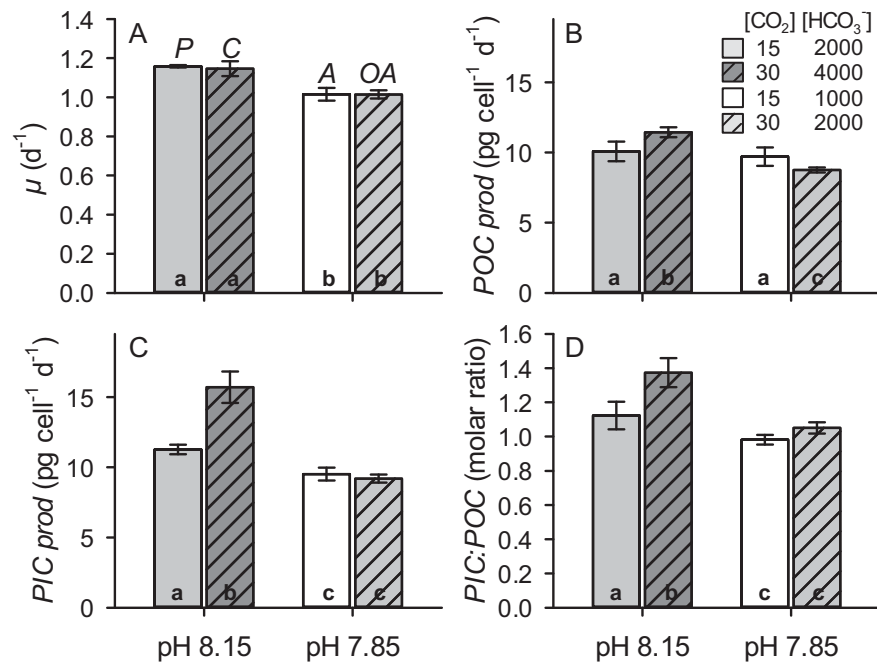 A
P C
A OA
μ (d⁻¹)
1.4
1.2
1.0
0.8
0.6
0.4
0.2
0.0
a a b b
B
[CO₂] [HCO₃⁻]
15 2000
30 4000
15 1000
30 2000
POC prod (pg cell⁻¹ d⁻¹)
15
10
5
0
a b a c
C
PIC prod (pg cell⁻¹ d⁻¹)
15
10
5
0
a b c c
pH 8.15 pH 7.85
D
PIC:POC (molar ratio)
1.6
1.4
1.2
1.0
0.8
0.6
0.4
0.2
0.0
a b c c
pH 8.15 pH 7.85